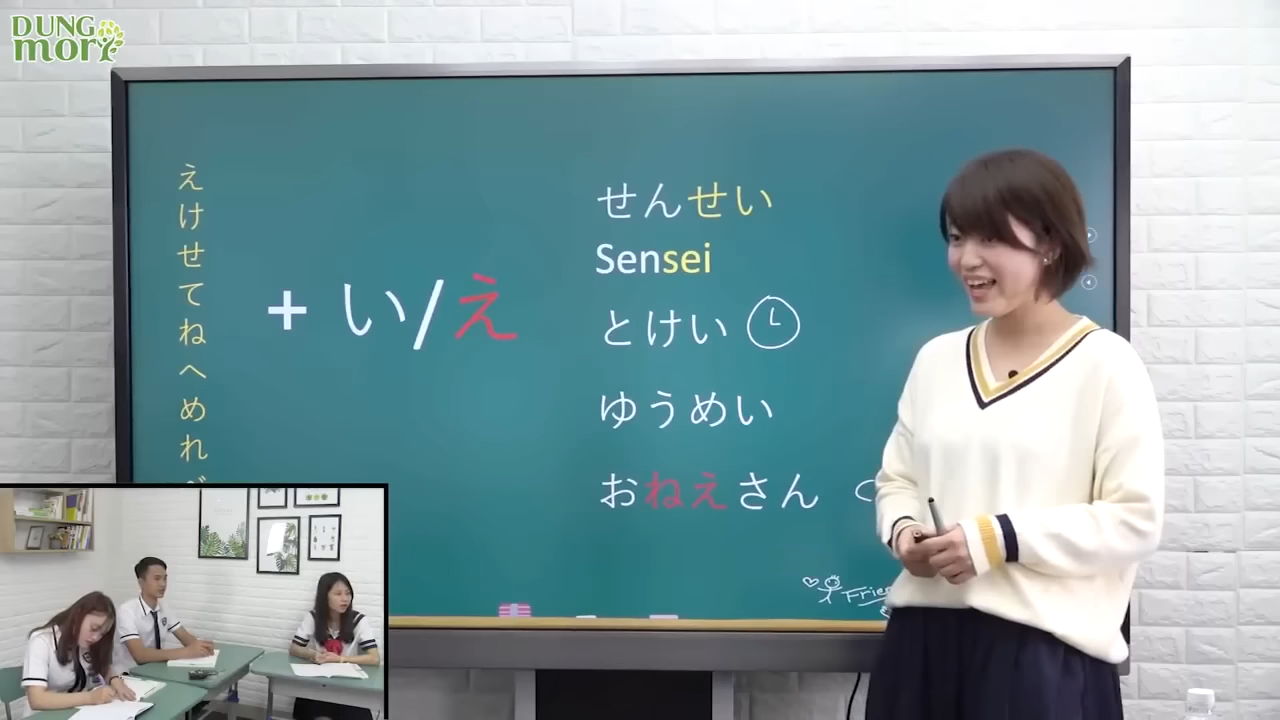 DUNG
mori
え
け
せ
て
ね
へ
め
れ
+ い/え
せんせい
Sensei
とけい
ゆうめい
おねえさん